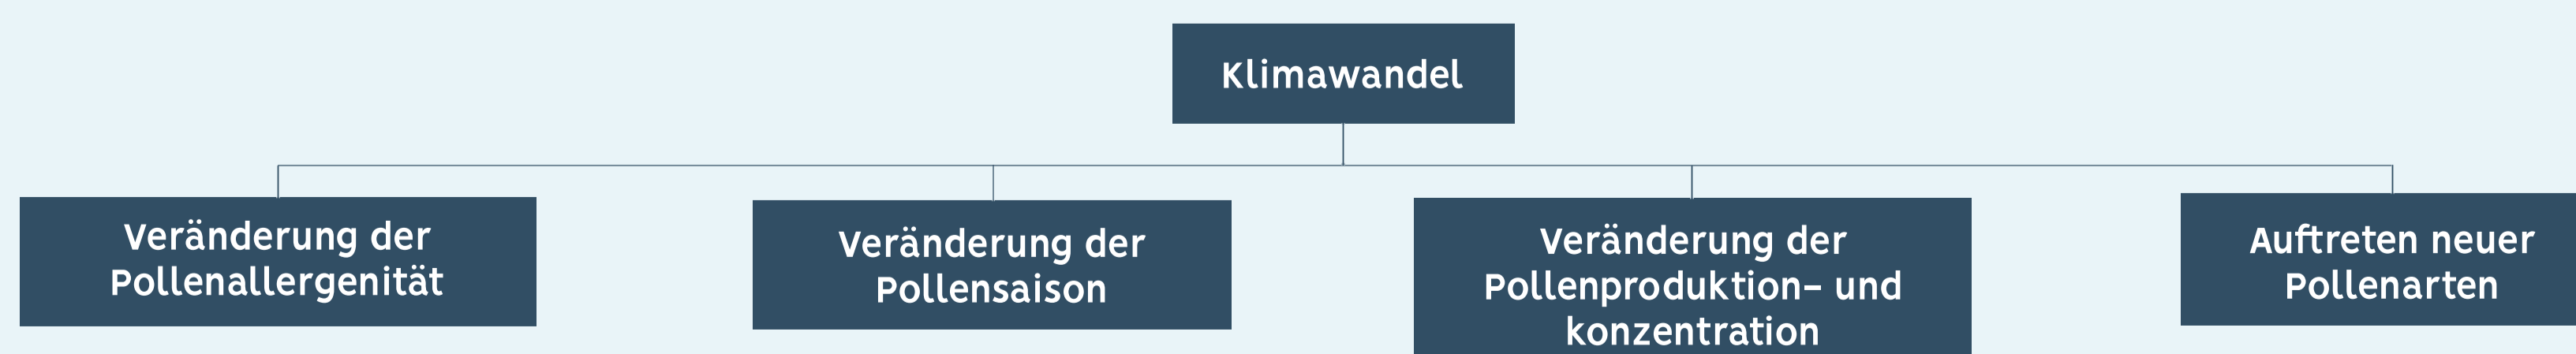 Klimawandel
Veränderung der
Pollenallergenität
Veränderung der
Pollensaison
Veränderung der
Pollenproduktion- und
konzentration
Auftreten neuer
Pollenarten